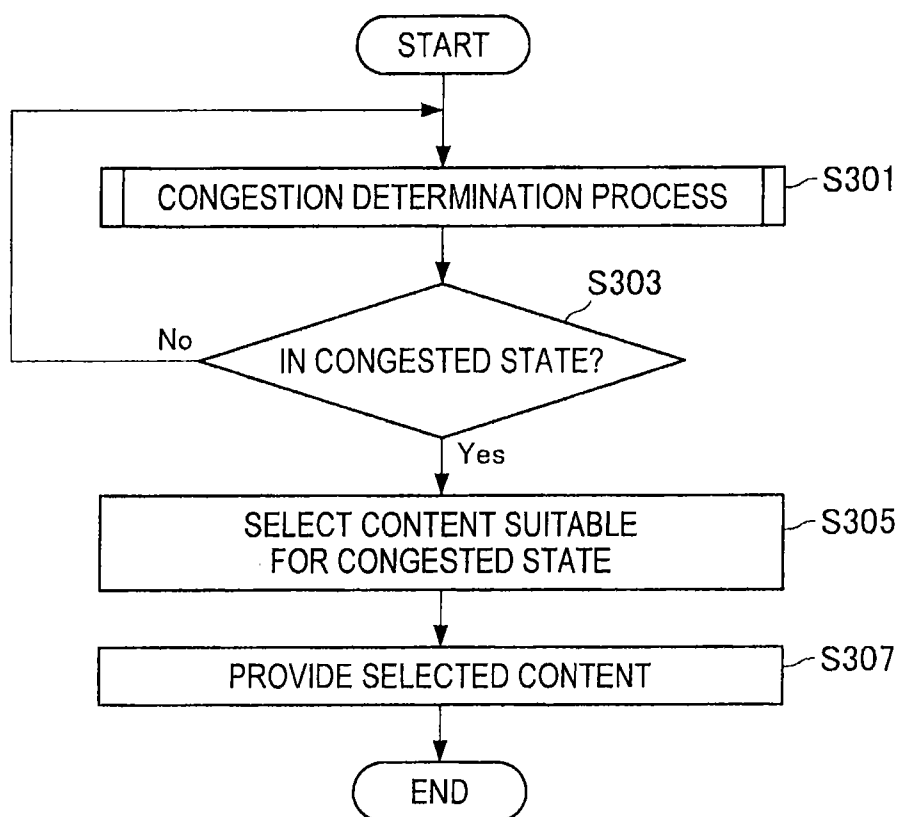 START
CONGESTION DETERMINATION PROCESS
S301
S303
No
IN CONGESTED STATE?
Yes
SELECT CONTENT SUITABLE
FOR CONGESTED STATE
S305
PROVIDE SELECTED CONTENT
S307
END